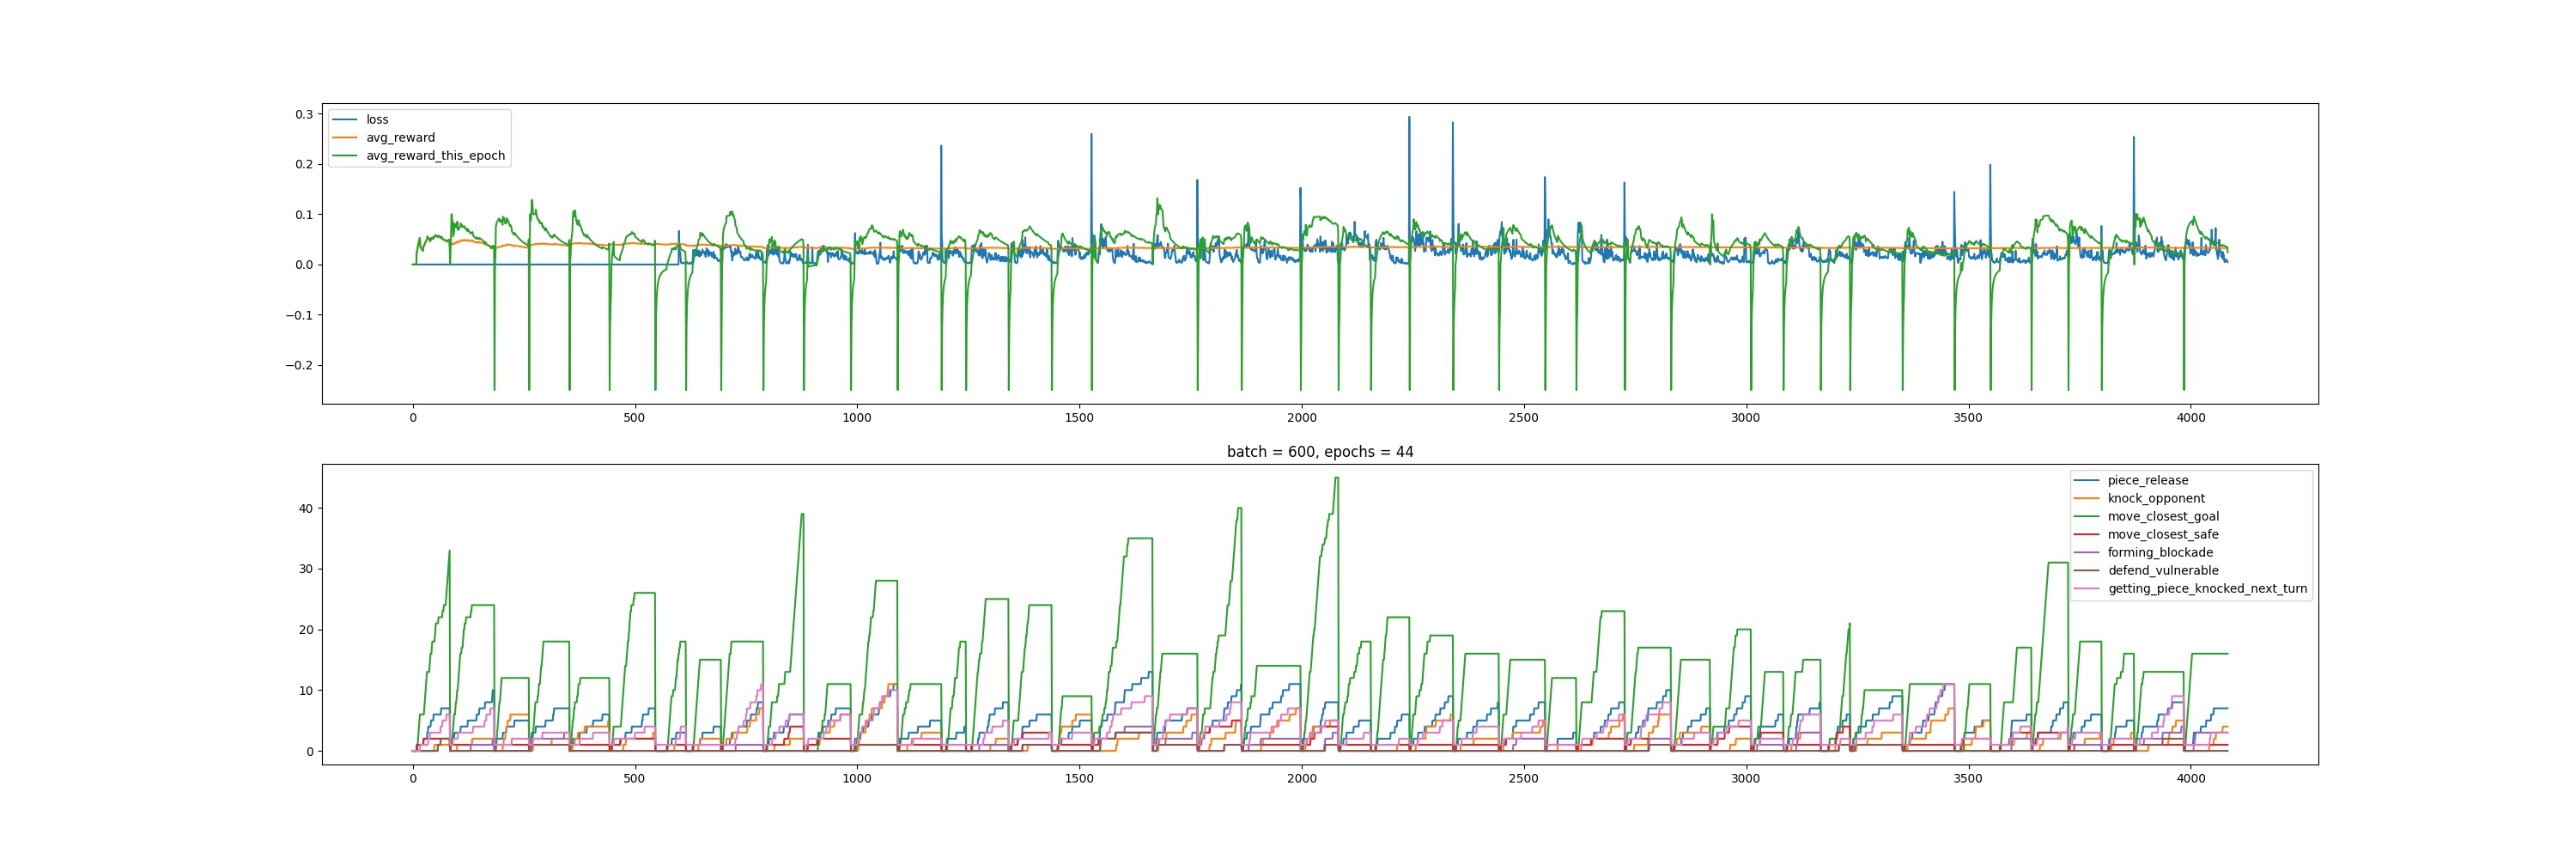 0.3
0.2
0.1
0.0
−0.1
−0.2
loss
avg_reward
avg_reward_this_epoch
0 500 1000 1500 2000 2500 3000 3500 4000
batch = 600, epochs = 44
40
30
20
10
0
piece_release
knock_opponent
move_closest_goal
move_closest_safe
forming_blockade
defend_vulnerable
getting_piece_knocked_next_turn
0 500 1000 1500 2000 2500 3000 3500 4000